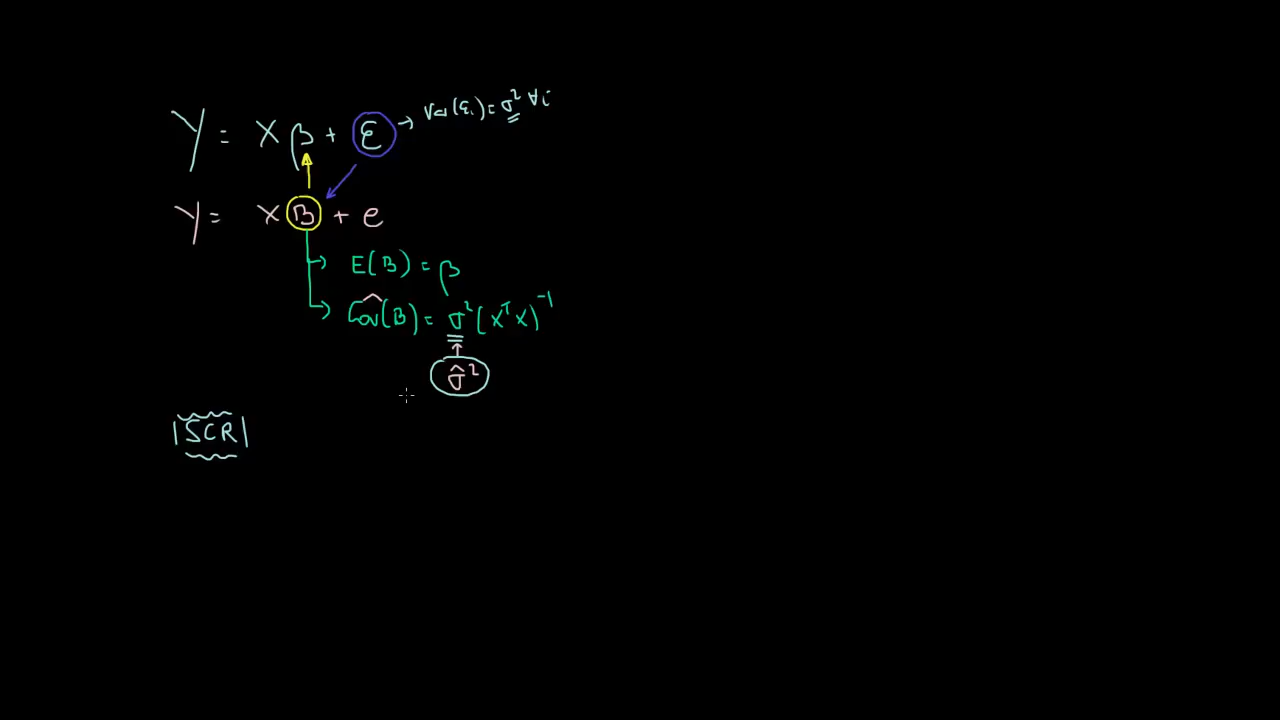 Y = Xβ + ε → Var(εᵢ) = σ² ∀i
Y = XB + e
→ E(B) = β
→ Cov̂(B) = σ²(XᵀX)⁻¹
↑
σ̂²
|SCR|